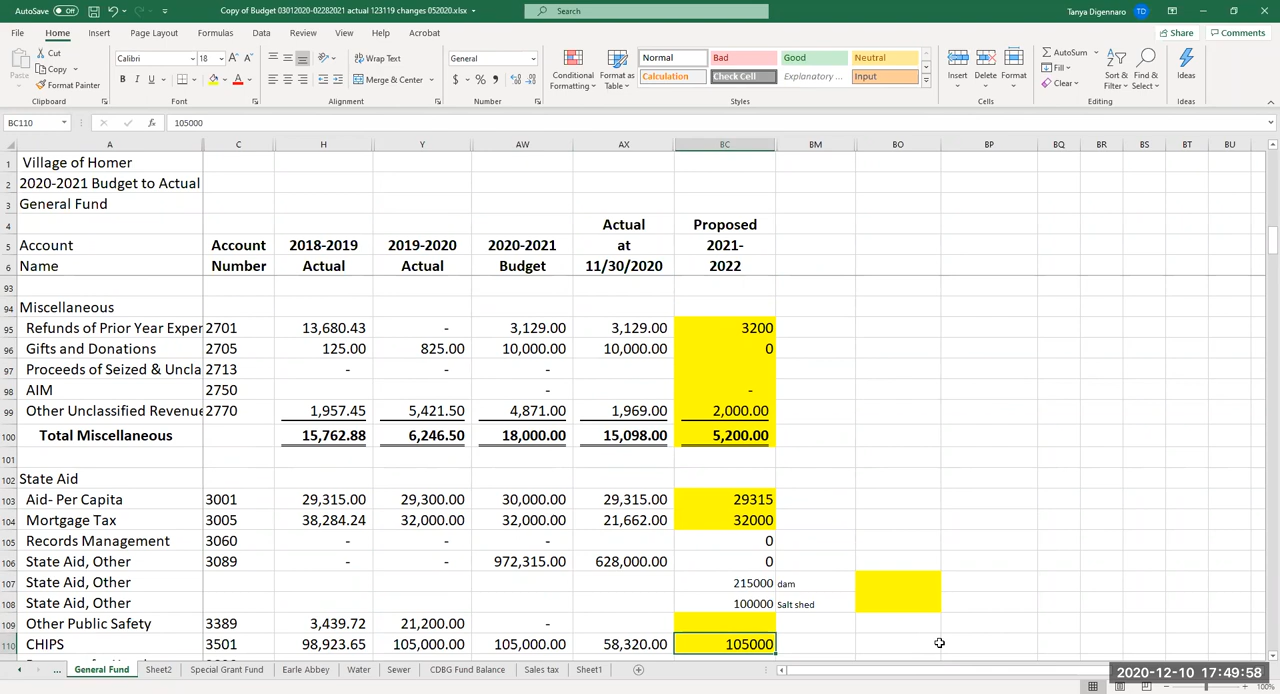 AutoSave Off Copy of Budget 03012020-02282021 actual 123119 changes 052020.xlsx Search Tanya Digennaro TD
File Home Insert Page Layout Formulas Data Review View Help Acrobat Share Comments
Paste Cut Copy Format Painter Clipboard
Calibri 18 A A B I U A Font
Wrap Text Merge & Center Alignment
General $ % , Number
Conditional Formatting Format as Table Normal Bad Good Neutral Calculation Check Cell Explanatory ... Input Styles
Insert Delete Format Cells
AutoSum Fill Clear Sort & Filter Find & Select Editing
Ideas Ideas
BC110 fx 105000
A C H Y AW AX BC BM BO BP BQ BR BS BT BU
1 Village of Homer
2 2020-2021 Budget to Actual
3 General Fund
4 Actual Proposed
5 Account Account 2018-2019 2019-2020 2020-2021 at 2021-
6 Name Number Actual Actual Budget 11/30/2020 2022
93
94 Miscellaneous
95 Refunds of Prior Year Exper 2701 13,680.43 - 3,129.00 3,129.00 3200
96 Gifts and Donations 2705 125.00 825.00 10,000.00 10,000.00 0
97 Proceeds of Seized & Uncla 2713 - - -
98 AIM 2750 - -
99 Other Unclassified Revenue 2770 1,957.45 5,421.50 4,871.00 1,969.00 2,000.00
100 Total Miscellaneous 15,762.88 6,246.50 18,000.00 15,098.00 5,200.00
101
102 State Aid
103 Aid- Per Capita 3001 29,315.00 29,300.00 30,000.00 29,315.00 29315
104 Mortgage Tax 3005 38,284.24 32,000.00 32,000.00 21,662.00 32000
105 Records Management 3060 - - - 0
106 State Aid, Other 3089 - - 972,315.00 628,000.00 0
107 State Aid, Other 215000 dam
108 State Aid, Other 100000 Salt shed
109 Other Public Safety 3389 3,439.72 21,200.00 -
110 CHIPS 3501 98,923.65 105,000.00 105,000.00 58,320.00 105000
... General Fund Sheet2 Special Grant Fund Earle Abbey Water Sewer CDBG Fund Balance Sales tax Sheet1
2020-12-10 17:49:58
100%